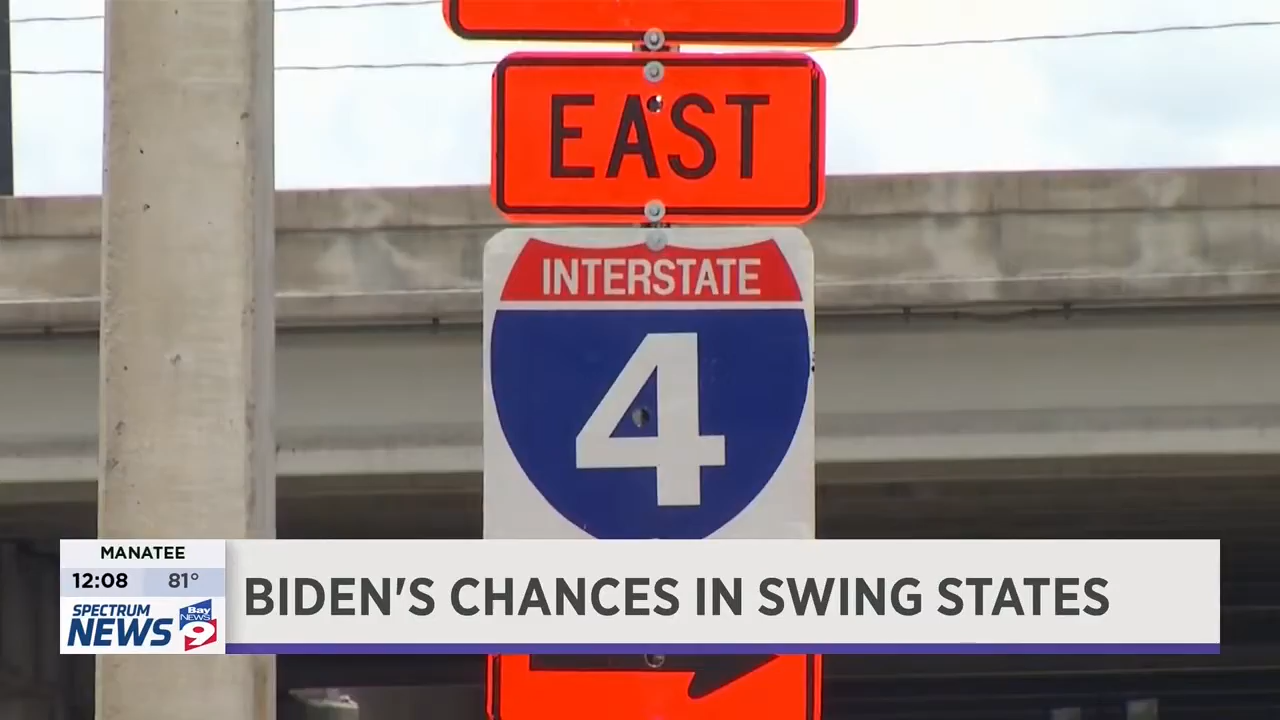 EAST
INTERSTATE
4
MANATEE
12:08 81°
SPECTRUM
NEWS
Bay
NEWS
9
BIDEN'S CHANCES IN SWING STATES